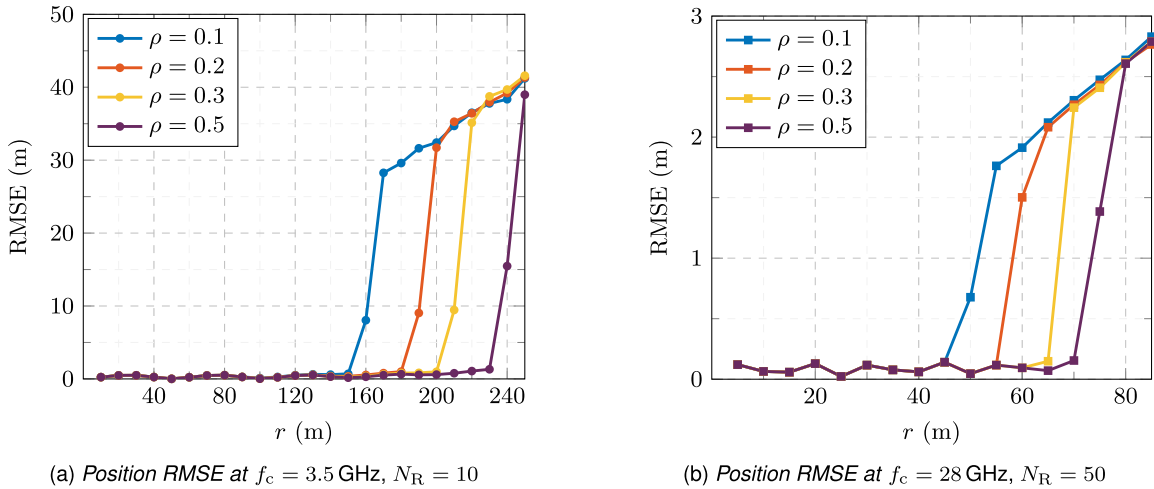 50
40
30
20
10
0
RMSE (m)
ρ = 0.1
ρ = 0.2
ρ = 0.3
ρ = 0.5
40 80 120 160 200 240
r (m)
(a) Position RMSE at f_c = 3.5 GHz, N_R = 10
3
2
1
0
RMSE (m)
ρ = 0.1
ρ = 0.2
ρ = 0.3
ρ = 0.5
20 40 60 80
r (m)
(b) Position RMSE at f_c = 28 GHz, N_R = 50